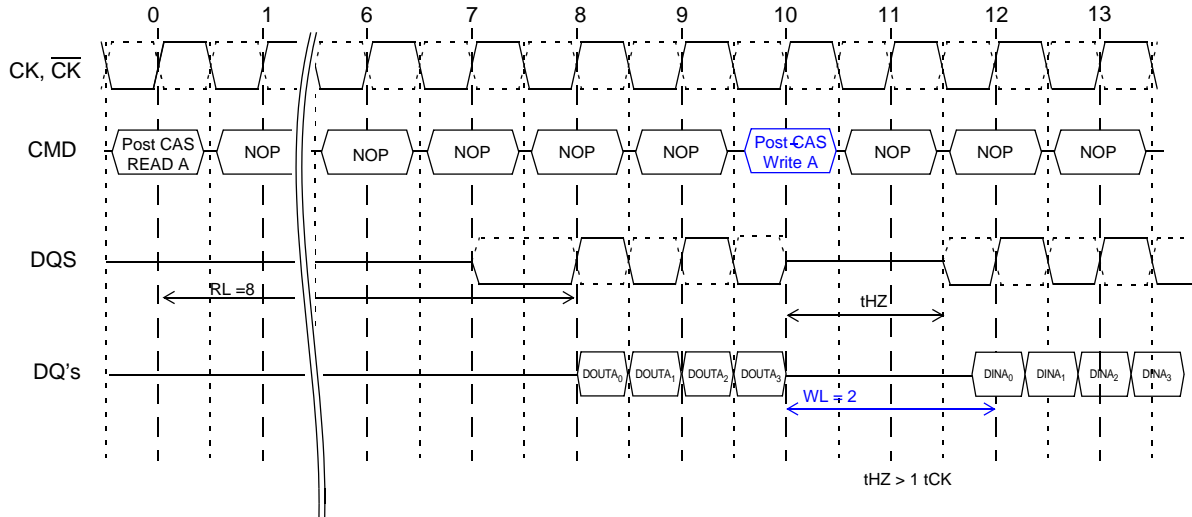 0 1 6 7 8 9 10 11 12 13
CK, CK
CMD
Post CAS
READ A
NOP
NOP
NOP
NOP
NOP
Post CAS
Write A
NOP
NOP
NOP
DQS
RL =8
tHZ
DQ's
DOUTA0 DOUTA1 DOUTA2 DOUTA3
DINA0 DINA1 DINA2 DINA3
WL = 2
tHZ > 1 tCK